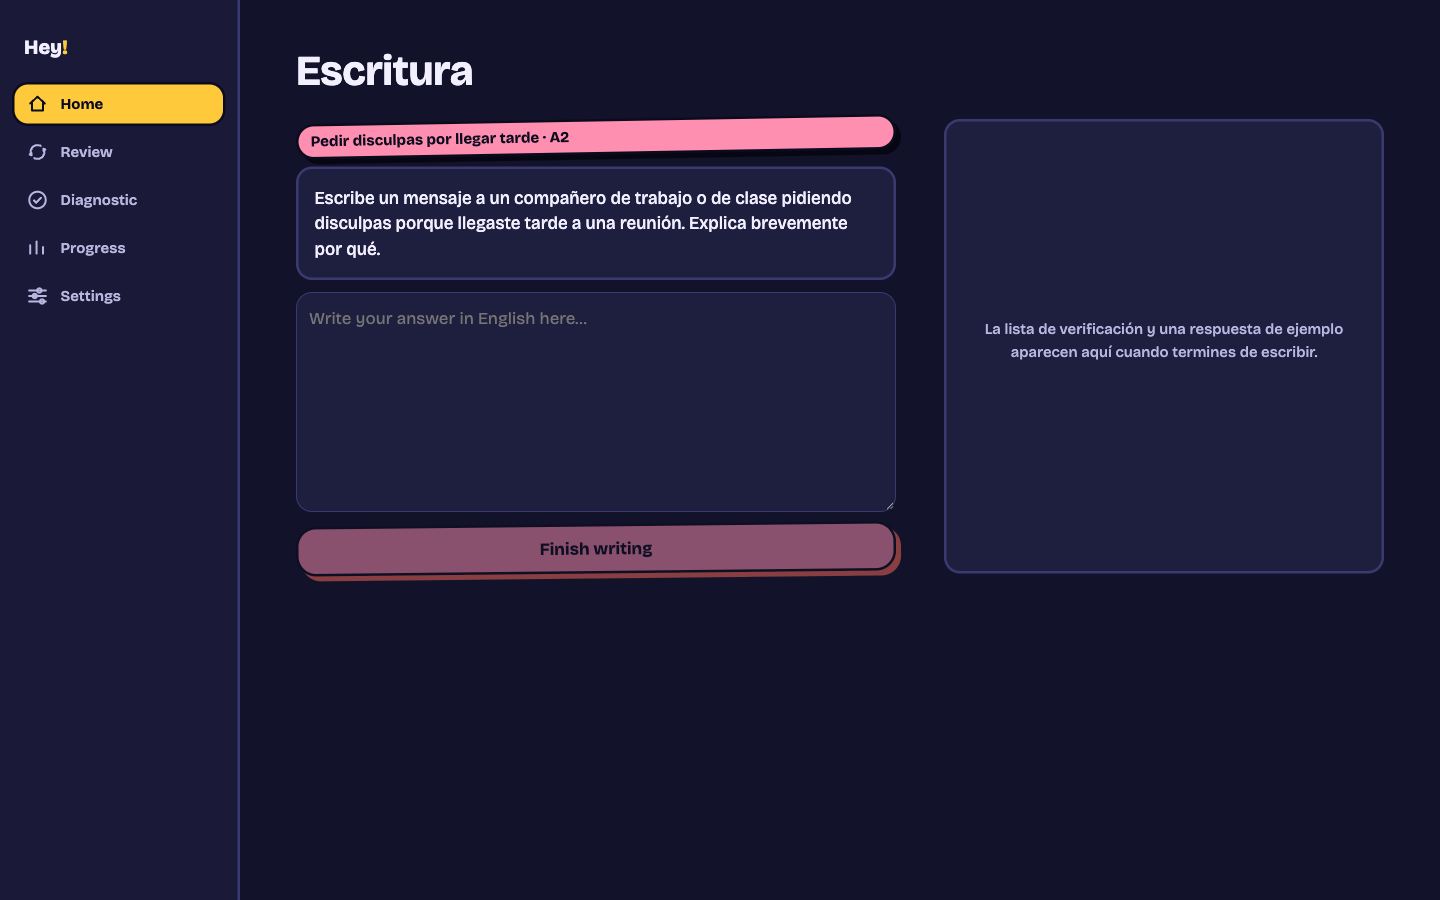 Hey!
Home
Review
Diagnostic
Progress
Settings
Escritura
Pedir disculpas por llegar tarde · A2
Escribe un mensaje a un compañero de trabajo o de clase pidiendo
disculpas porque llegaste tarde a una reunión. Explica brevemente
por qué.
Write your answer in English here...
Finish writing
La lista de verificación y una respuesta de ejemplo
aparecen aquí cuando termines de escribir.